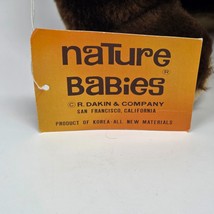 nature
BABies ®
© R. DAKIN & COMPANY
SAN FRANCISCO, CALIFORNIA
PRODUCT OF KOREA-ALL NEW MATERIALS